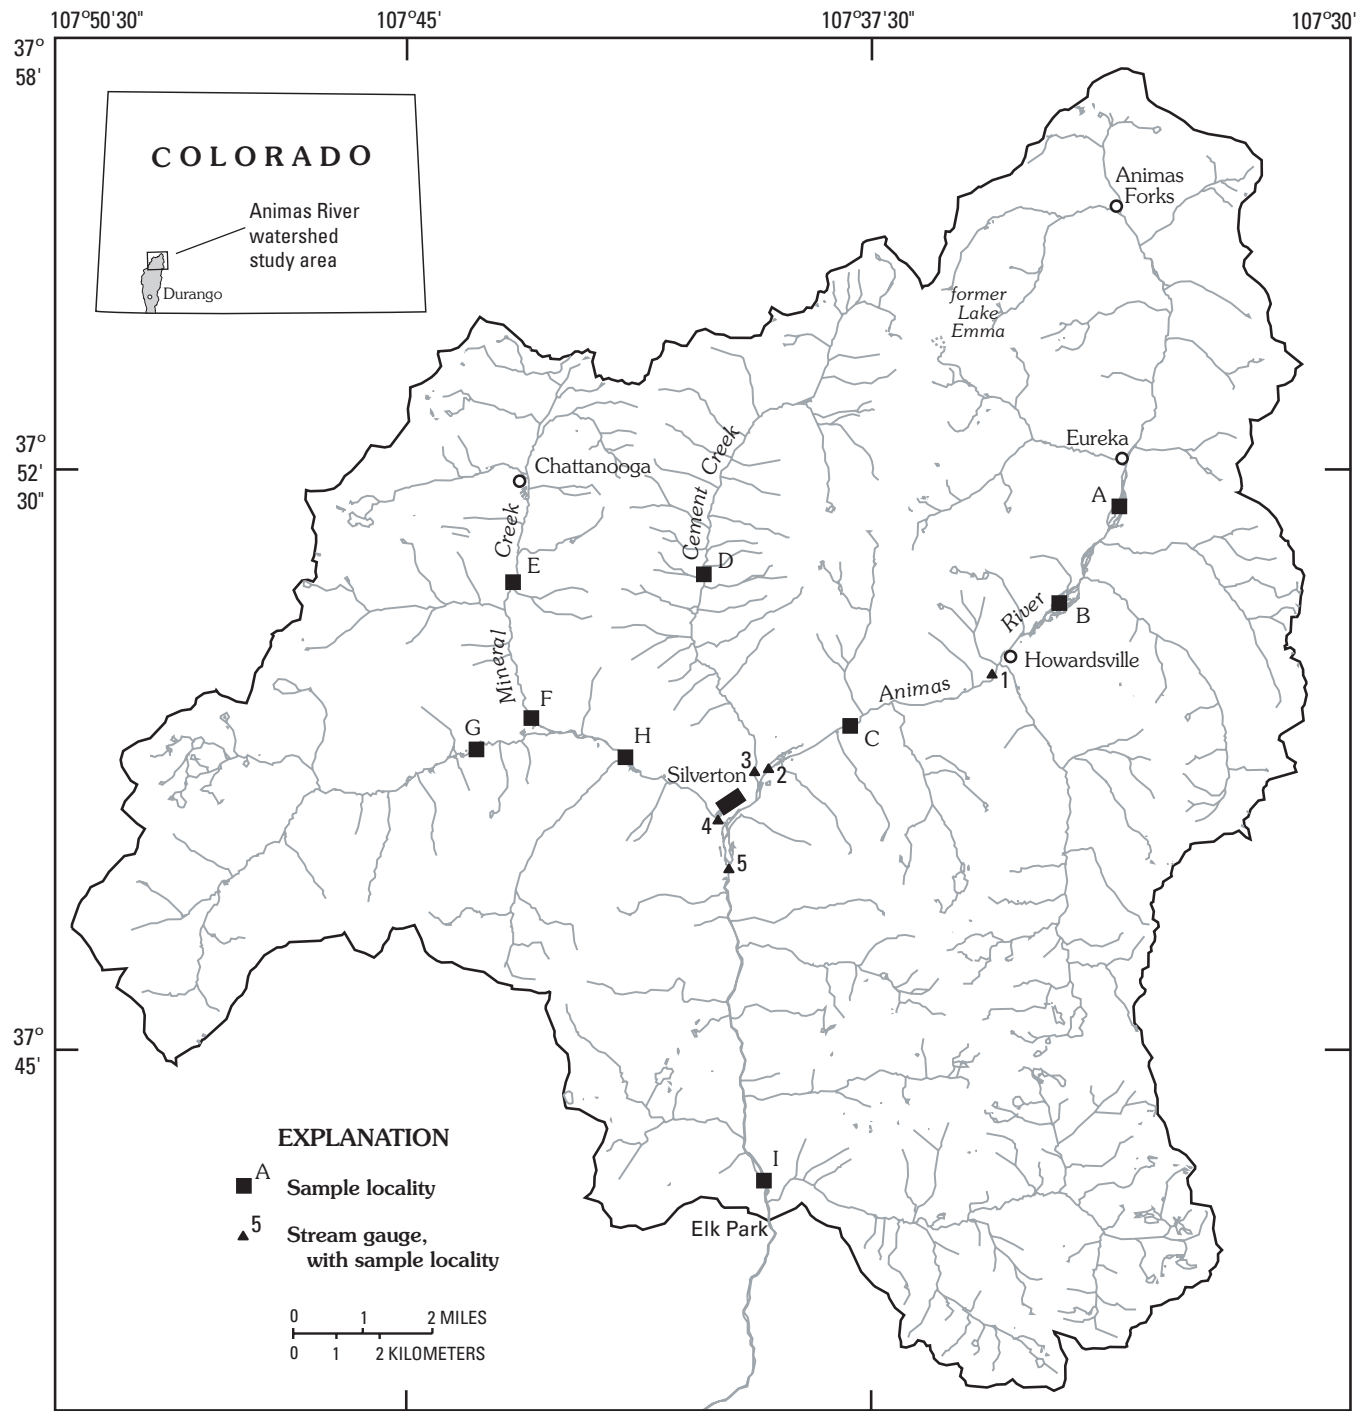 107°50'30"
107°45'
107°37'30"
107°30'
37°
58'
COLORADO
Animas River
watershed
study area
Durango
Animas
Forks
former
Lake
Emma
37°
52'
30"
Eureka
Chattanooga
Cement Creek
A
Mineral Creek
E
D
B
Animas River
Howardsville
1
F
G
H
C
3
2
Silverton
4
5
37°
45'
EXPLANATION
A
Sample locality
5
Stream gauge,
with sample locality
I
Elk Park
0 1 2 MILES
0 1 2 KILOMETERS